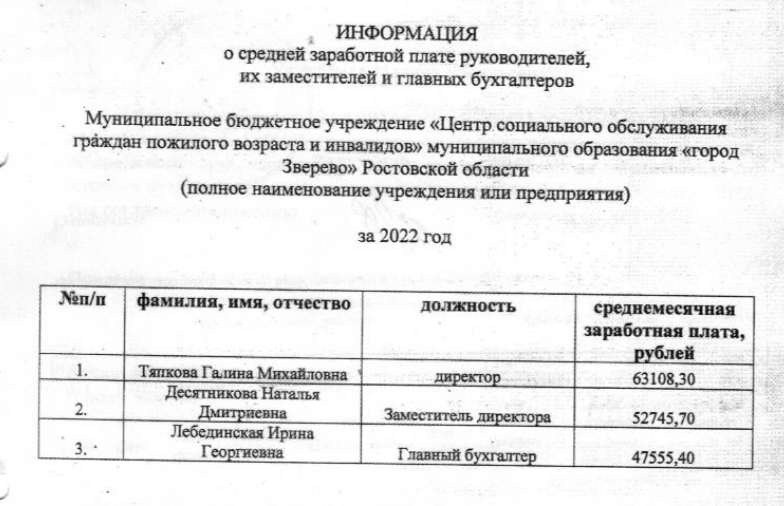 ИНФОРМАЦИЯ
о средней заработной плате руководителей,
их заместителей и главных бухгалтеров
Муниципальное бюджетное учреждение «Центр социального обслуживания
граждан пожилого возраста и инвалидов» муниципального образования «город
Зверево» Ростовской области
(полное наименование учреждения или предприятия)
за 2022 год
№п/п фамилия, имя, отчество должность среднемесячная
заработная плата,
рублей
1. Тяпкова Галина Михайловна директор 63108,30
Десятникова Наталья
2. Дмитриевна Заместитель директора 52745,70
Лебединская Ирина
3. Георгиевна Главный бухгалтер 47555,40